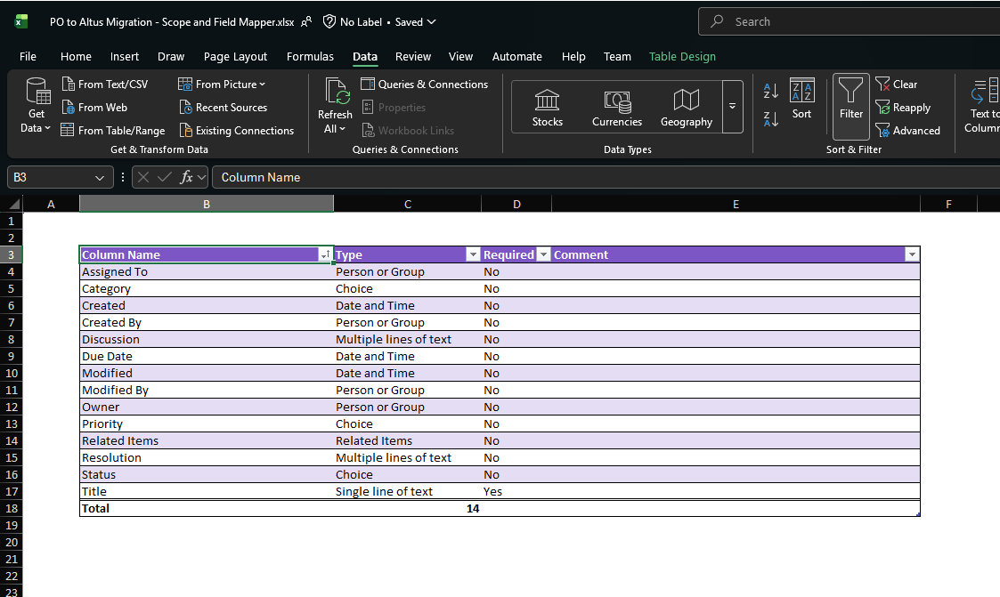 PO to Altus Migration - Scope and Field Mapper.xlsx No Label • Saved Search
File Home Insert Draw Page Layout Formulas Data Review View Automate Help Team Table Design
Get Data
From Text/CSV
From Web
From Table/Range
From Picture
Recent Sources
Existing Connections
Get & Transform Data
Refresh All
Queries & Connections
Properties
Workbook Links
Queries & Connections
Stocks Currencies Geography
Data Types
Sort
Filter
Clear
Reapply
Advanced
Sort & Filter
Text to
Column
B3 fx Column Name
A B C D E F
1
2
3 Column Name Type Required Comment
4 Assigned To Person or Group No
5 Category Choice No
6 Created Date and Time No
7 Created By Person or Group No
8 Discussion Multiple lines of text No
9 Due Date Date and Time No
10 Modified Date and Time No
11 Modified By Person or Group No
12 Owner Person or Group No
13 Priority Choice No
14 Related Items Related Items No
15 Resolution Multiple lines of text No
16 Status Choice No
17 Title Single line of text Yes
18 Total 14
19
20
21
22
23